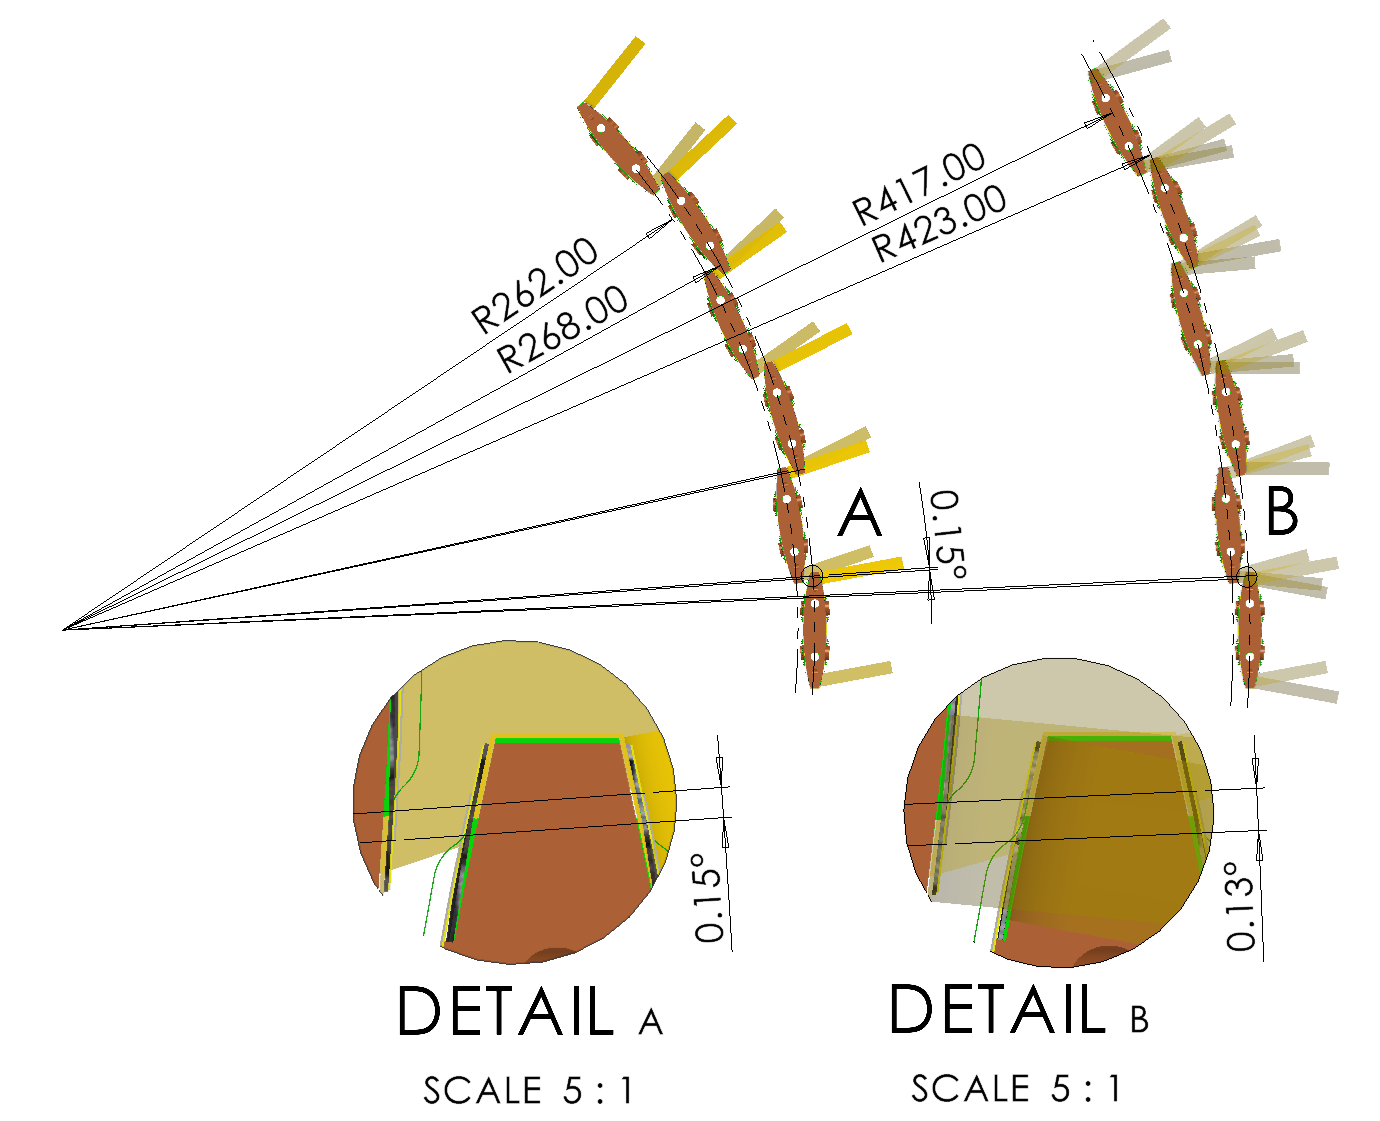 R417.00
R423.00
R262.00
R268.00
A
0.15°
B
0.15°
0.13°
DETAIL A
SCALE 5 : 1
DETAIL B
SCALE 5 : 1